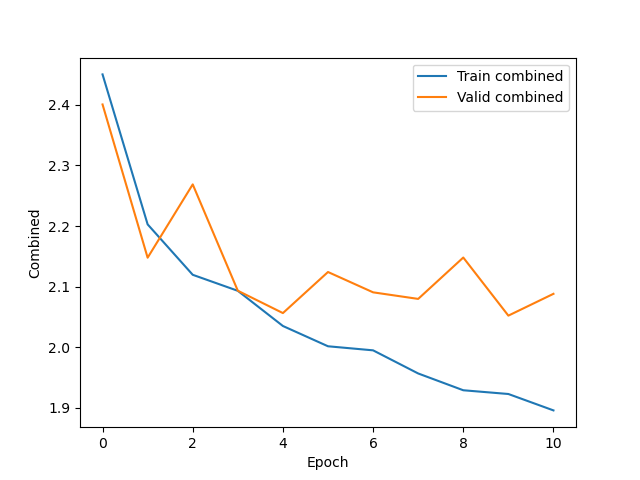 Train combined
Valid combined
Combined
2.4
2.3
2.2
2.1
2.0
1.9
0 2 4 6 8 10
Epoch